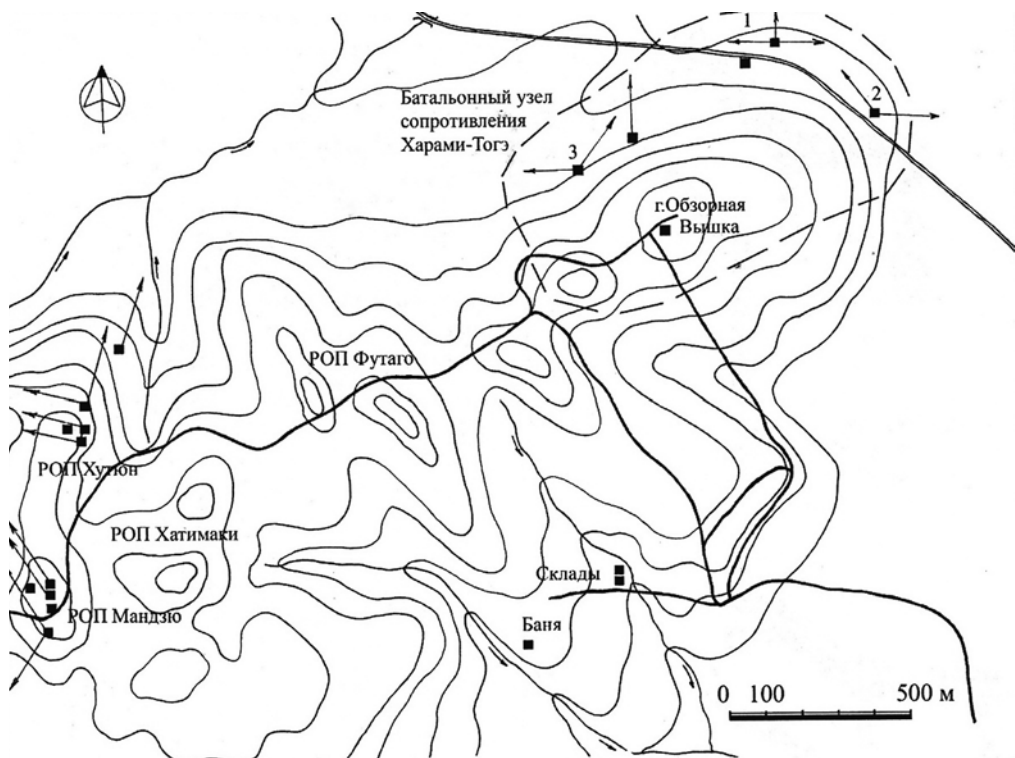 1
2
Батальонный узел
сопротивления
Харами-Тогэ
3
г.Обзорная
Вышка
РОП Футаго
РОП Хутюн
РОП Хатимаки
Склады
РОП Мандзю
Баня
0 100 500 м